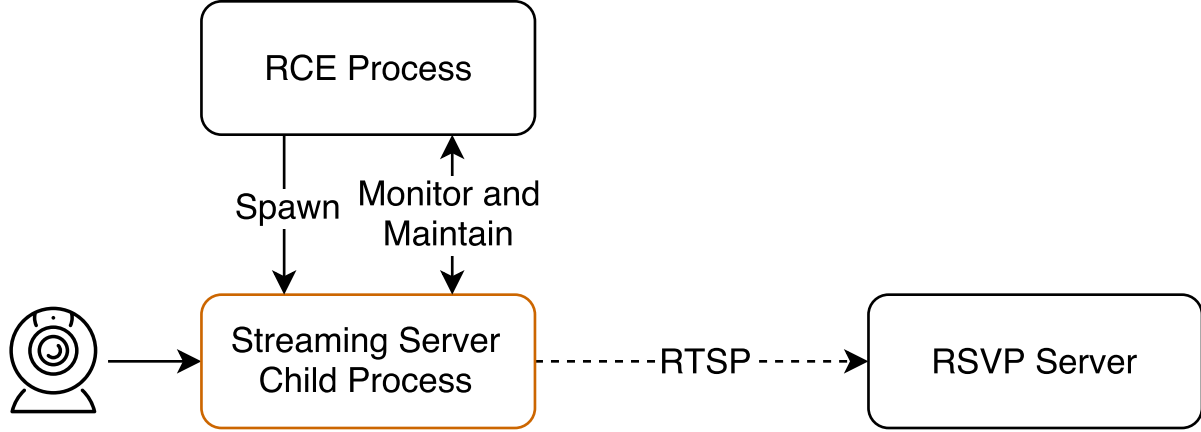 RCE Process
Spawn
Monitor and
Maintain
Streaming Server
Child Process
RTSP
RSVP Server